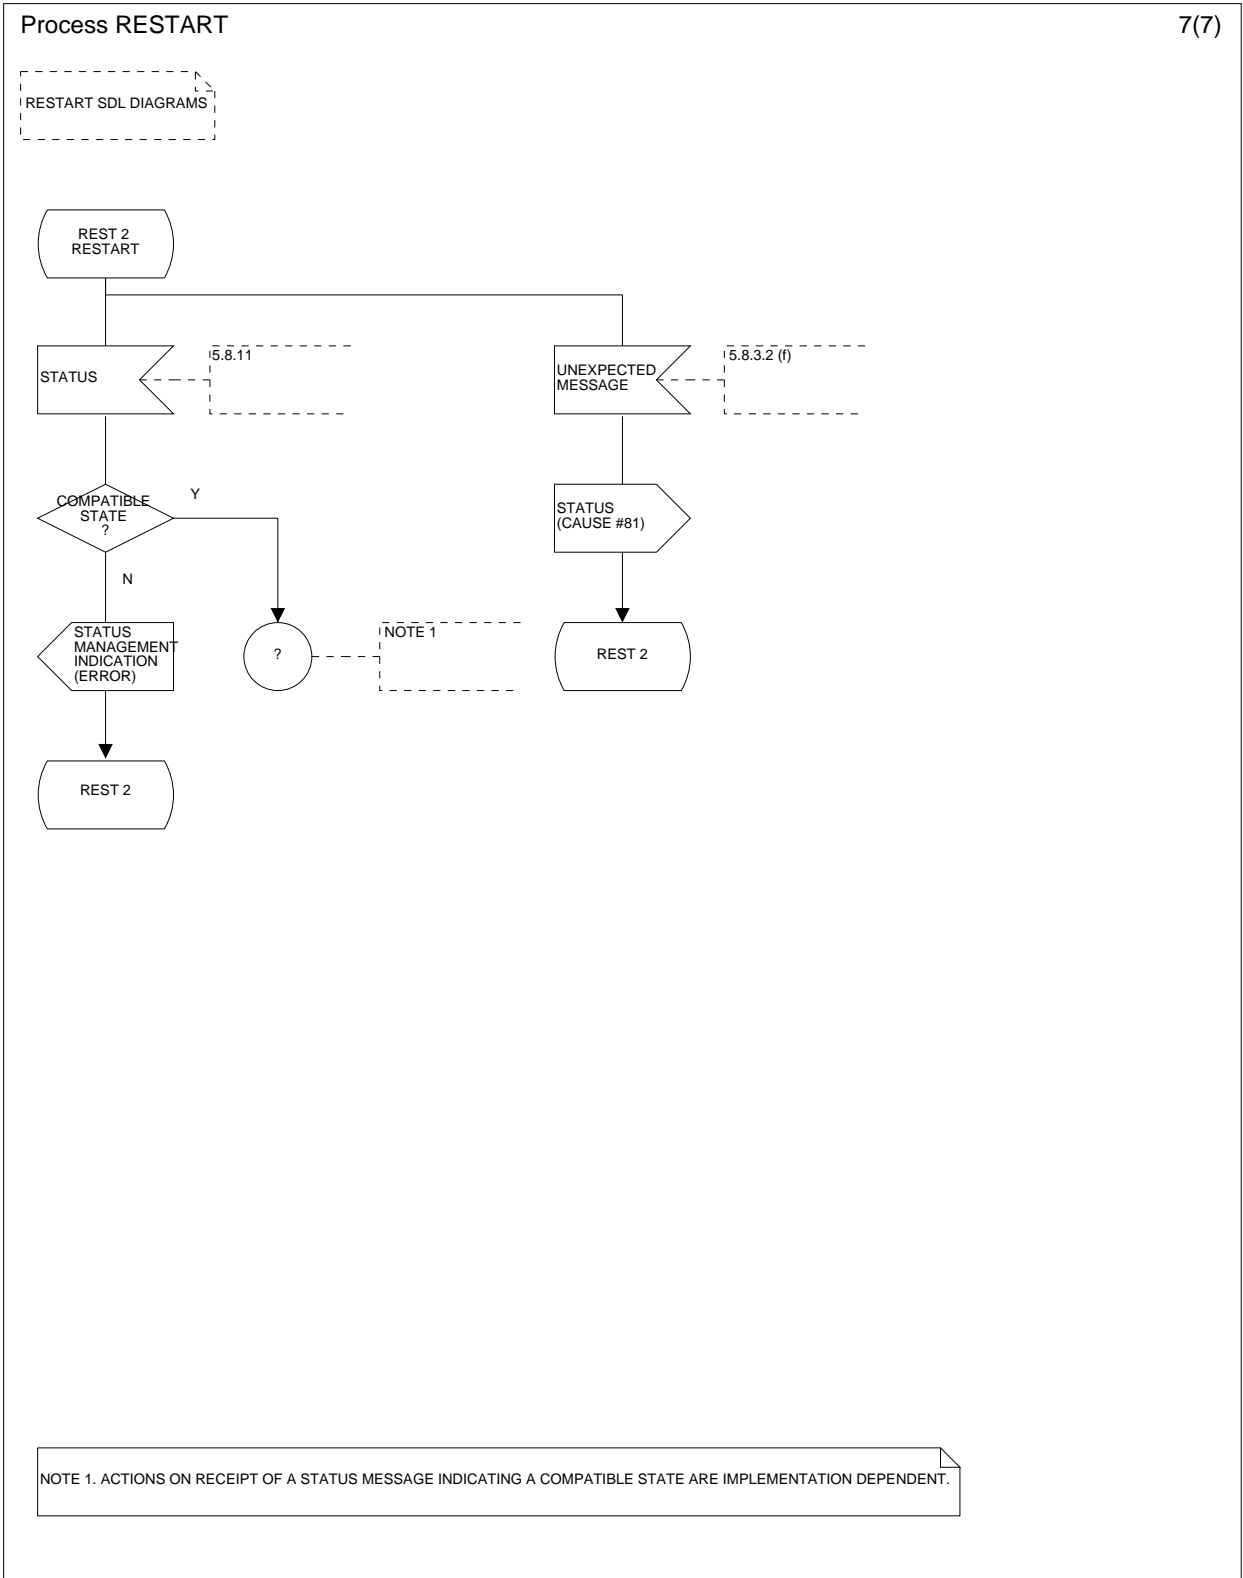 Process RESTART
7(7)
RESTART SDL DIAGRAMS
REST 2
RESTART
STATUS
5.8.11
UNEXPECTED
MESSAGE
5.8.3.2 (f)
COMPATIBLE
STATE
?
Y
N
STATUS
(CAUSE #81)
STATUS
MANAGEMENT
INDICATION
(ERROR)
?
NOTE 1
REST 2
REST 2
NOTE 1. ACTIONS ON RECEIPT OF A STATUS MESSAGE INDICATING A COMPATIBLE STATE ARE IMPLEMENTATION DEPENDENT.